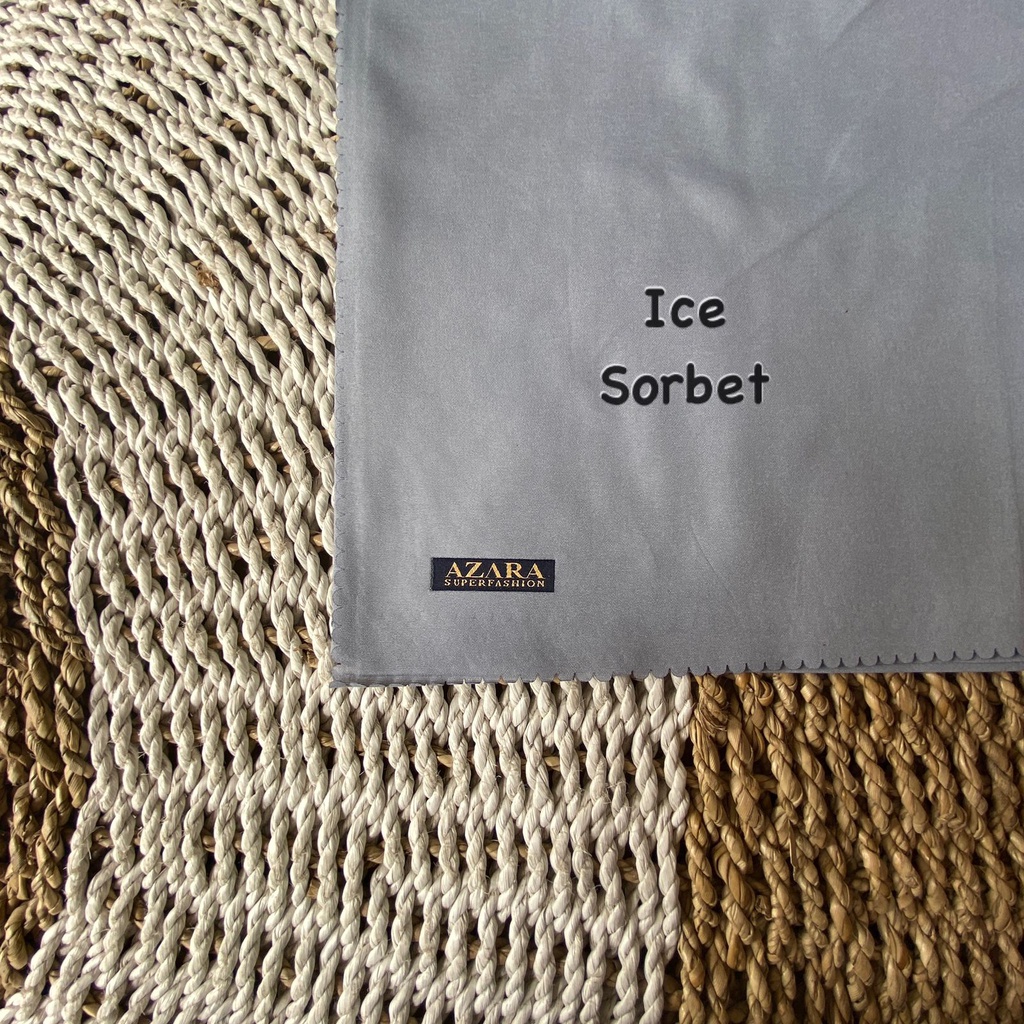 Ice
Sorbet
AZARA
SUPERFASHION